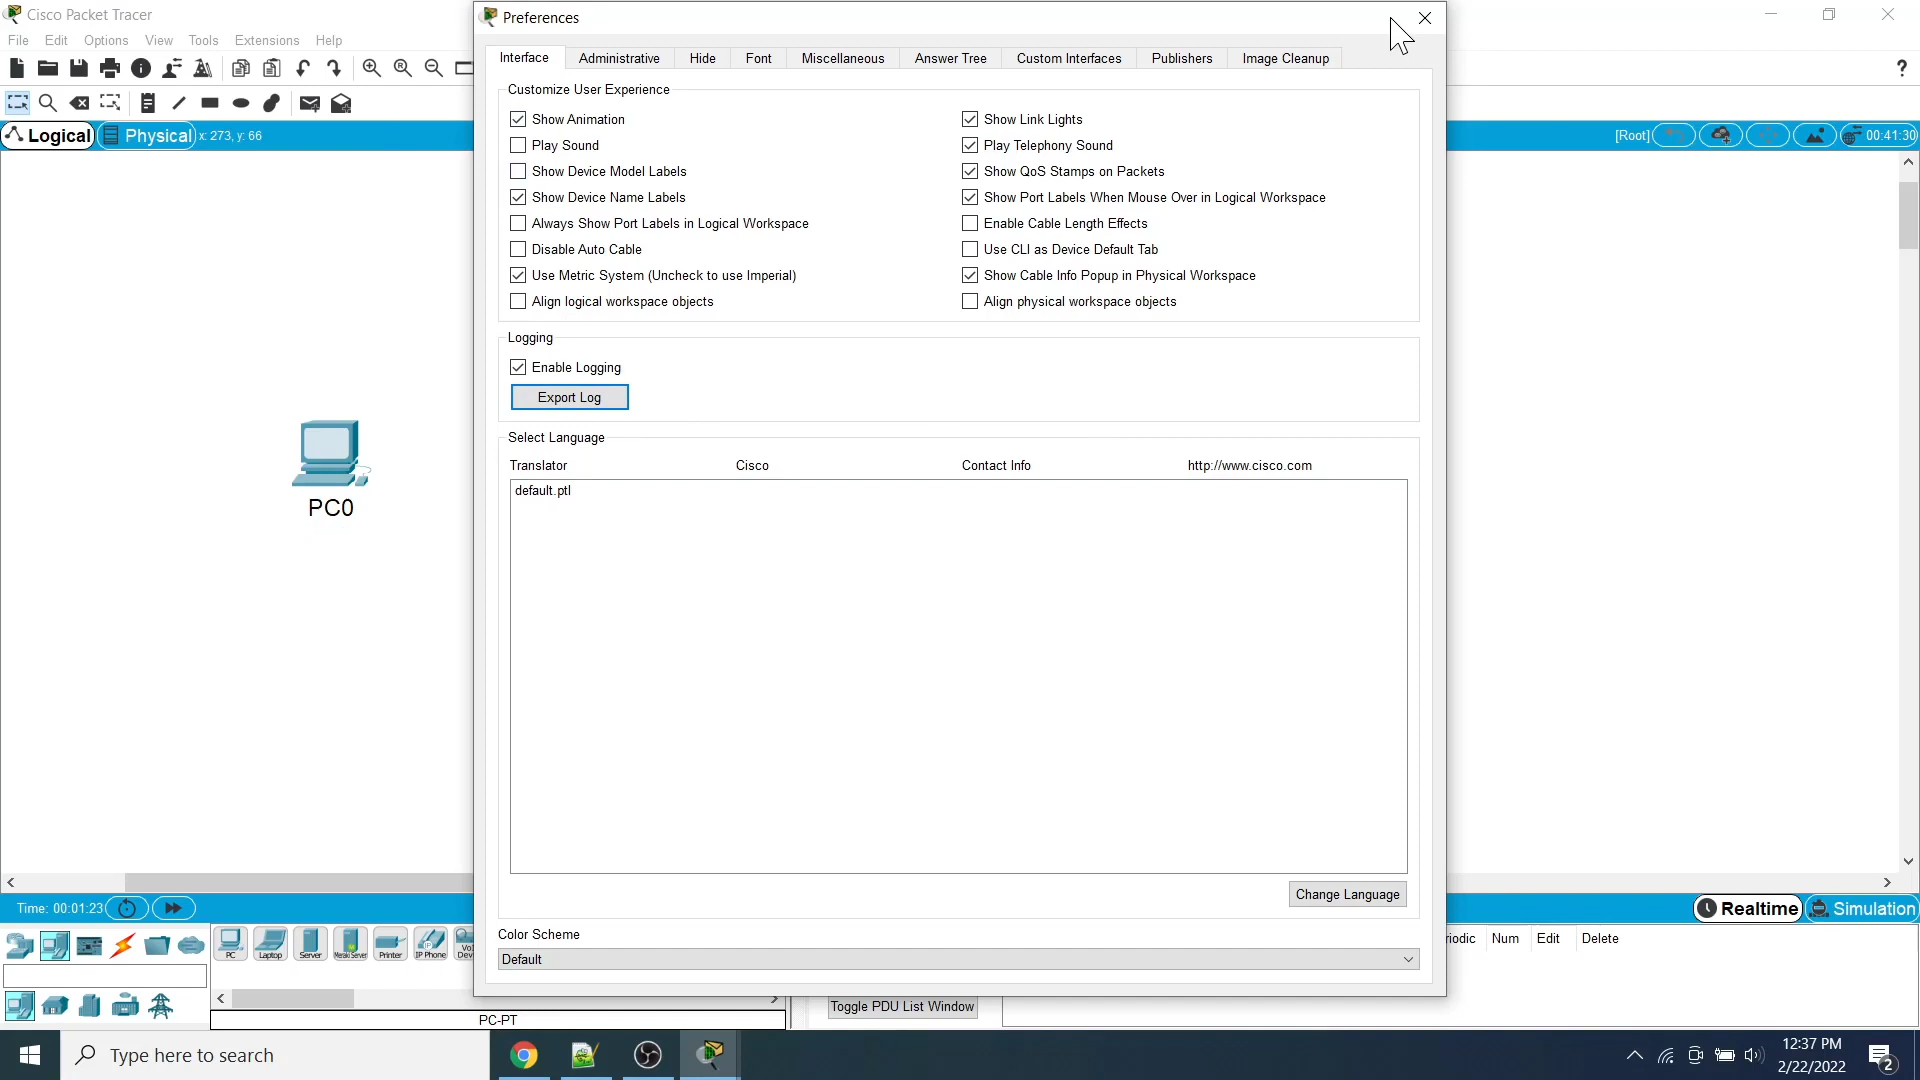 Cisco Packet Tracer
File Edit Options View Tools Extensions Help
Logical Physical x: 273, y: 66
[Root] 00:41:30
PC0
Preferences
Interface Administrative Hide Font Miscellaneous Answer Tree Custom Interfaces Publishers Image Cleanup
Customize User Experience
Show Animation Show Link Lights
Play Sound Play Telephony Sound
Show Device Model Labels Show QoS Stamps on Packets
Show Device Name Labels Show Port Labels When Mouse Over in Logical Workspace
Always Show Port Labels in Logical Workspace Enable Cable Length Effects
Disable Auto Cable Use CLI as Device Default Tab
Use Metric System (Uncheck to use Imperial) Show Cable Info Popup in Physical Workspace
Align logical workspace objects Align physical workspace objects
Logging
Enable Logging
Export Log
Select Language
Translator Cisco Contact Info http://www.cisco.com
default.ptl
Change Language
Color Scheme
Default
Time: 00:01:23 Realtime Simulation
PC Laptop Server Meraki Server Printer IP Phone
riodic Num Edit Delete
Toggle PDU List Window
PC-PT
Type here to search
12:37 PM
2/22/2022
2